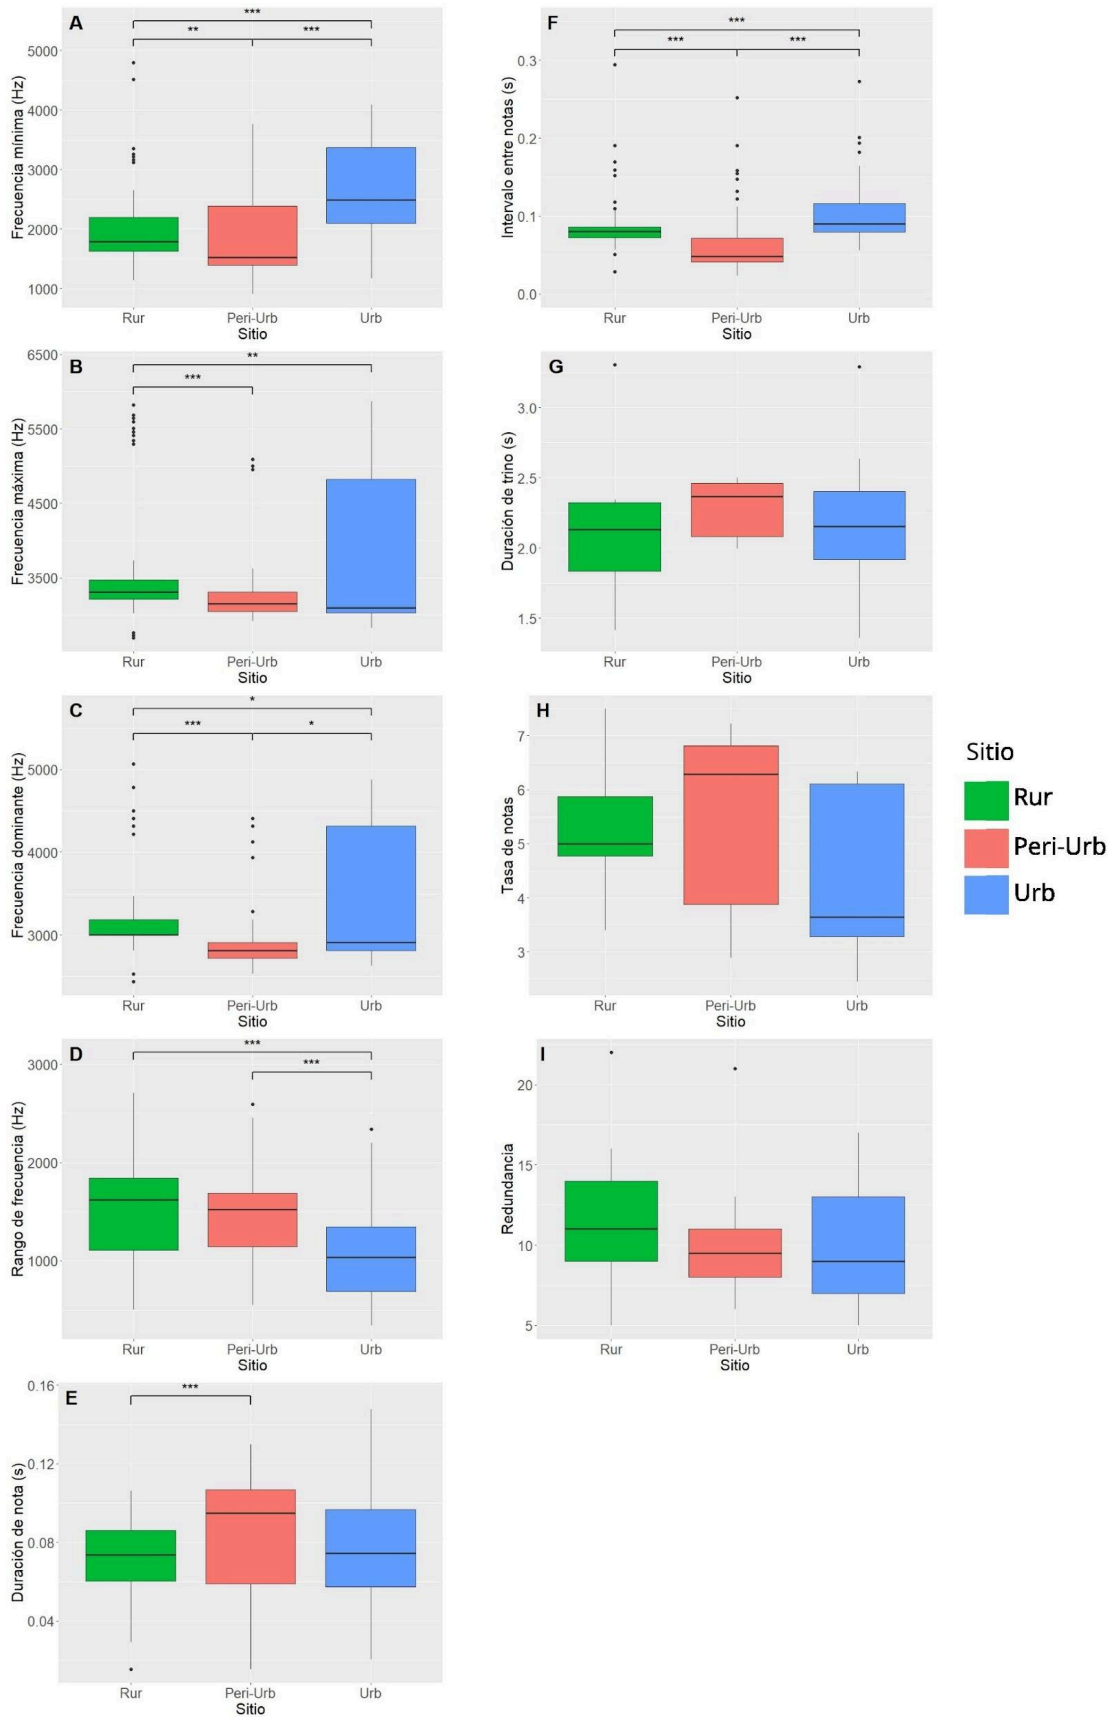 A
***
**
***
Frecuencia mínima (Hz)
5000
4000
3000
2000
1000
Rur
Peri-Urb
Urb
Sitio
B
**
***
Frecuencia máxima (Hz)
6500
5500
4500
3500
Rur
Peri-Urb
Urb
Sitio
C
*
***
*
Frecuencia dominante (Hz)
5000
4000
3000
Rur
Peri-Urb
Urb
Sitio
D
***
***
Rango de frecuencia (Hz)
3000
2000
1000
Rur
Peri-Urb
Urb
Sitio
E
***
Duración de nota (s)
0.16
0.12
0.08
0.04
Rur
Peri-Urb
Urb
Sitio
F
***
***
***
Intervalo entre notas (s)
0.3
0.2
0.1
0.0
Rur
Peri-Urb
Urb
Sitio
G
Duración de trino (s)
3.0
2.5
2.0
1.5
Rur
Peri-Urb
Urb
Sitio
H
Tasa de notas
7
6
5
4
3
Rur
Peri-Urb
Urb
Sitio
I
Redundancia
20
15
10
5
Rur
Peri-Urb
Urb
Sitio
Sitio
Rur
Peri-Urb
Urb